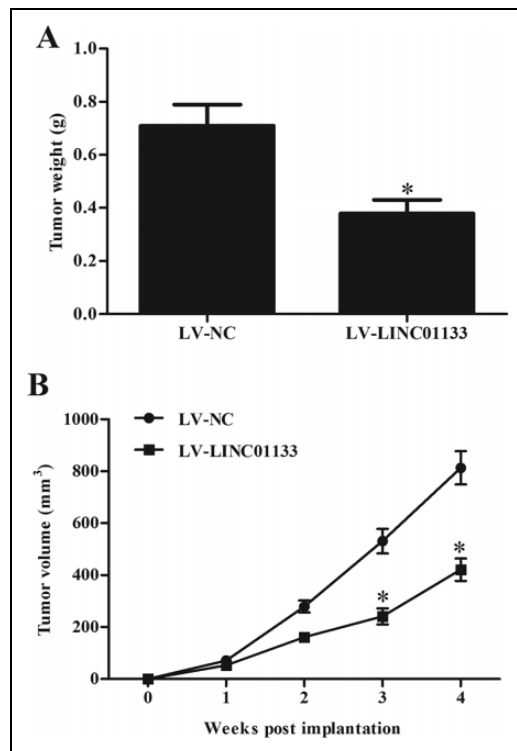 A
Tumor weight (g)
1.0
0.8
0.6
0.4
0.2
0.0
*
LV-NC LV-LINC01133
B
LV-NC
LV-LINC01133
Tumor volume (mm³)
1000
800
600
400
200
0
*
*
0 1 2 3 4
Weeks post implantation